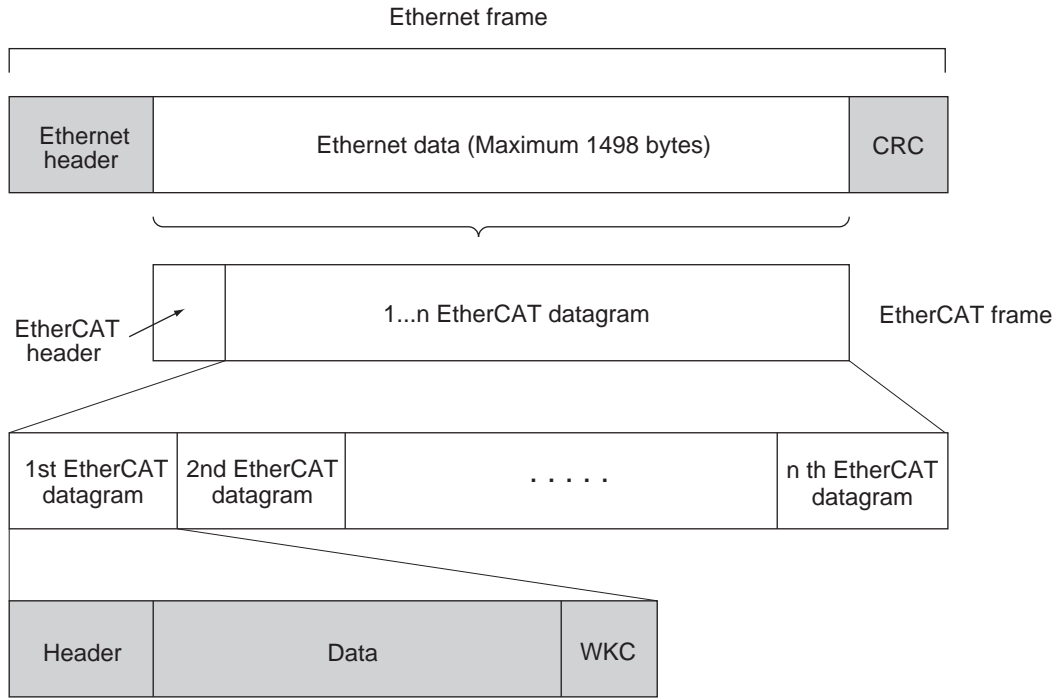 Ethernet frame
Ethernet
header
Ethernet data (Maximum 1498 bytes)
CRC
EtherCAT
header
1...n EtherCAT datagram
EtherCAT frame
1st EtherCAT
datagram
2nd EtherCAT
datagram
. . . . .
n th EtherCAT
datagram
Header
Data
WKC